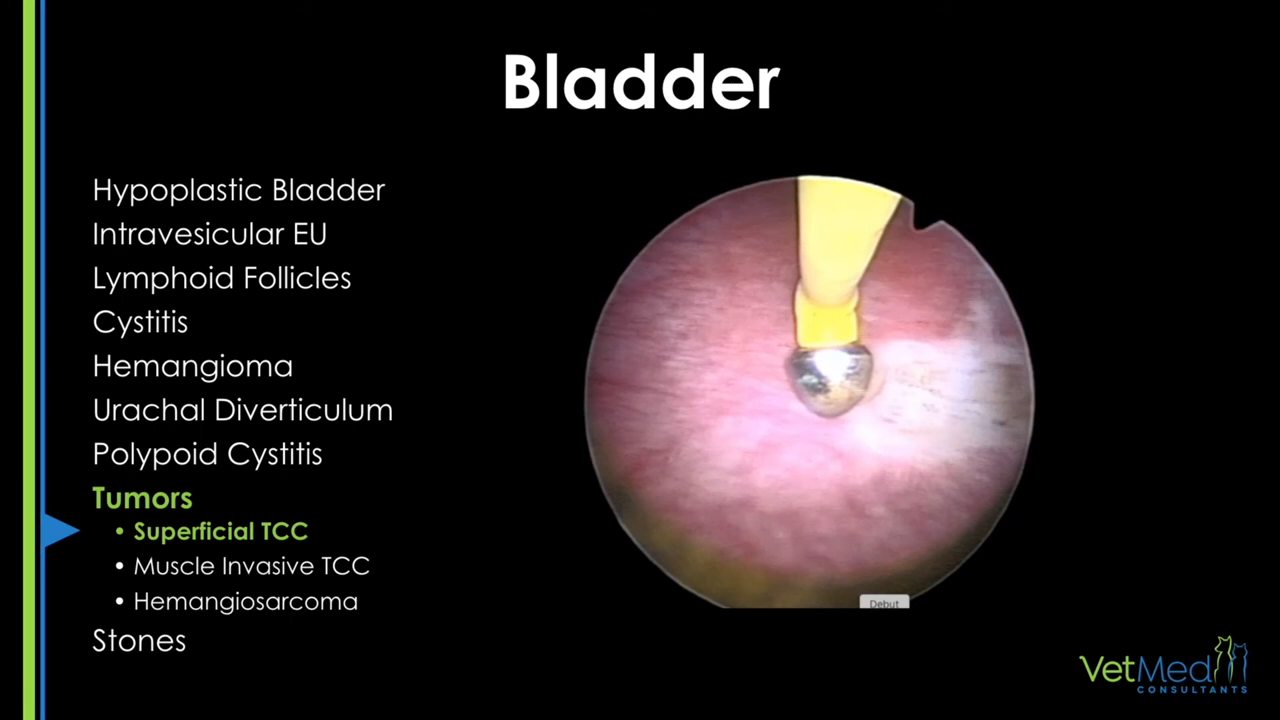 Bladder
Hypoplastic Bladder
Intravesicular EU
Lymphoid Follicles
Cystitis
Hemangioma
Urachal Diverticulum
Polypoid Cystitis
Tumors
• Superficial TCC
• Muscle Invasive TCC
• Hemangiosarcoma
Stones
Debut
VetMed
CONSULTANTS